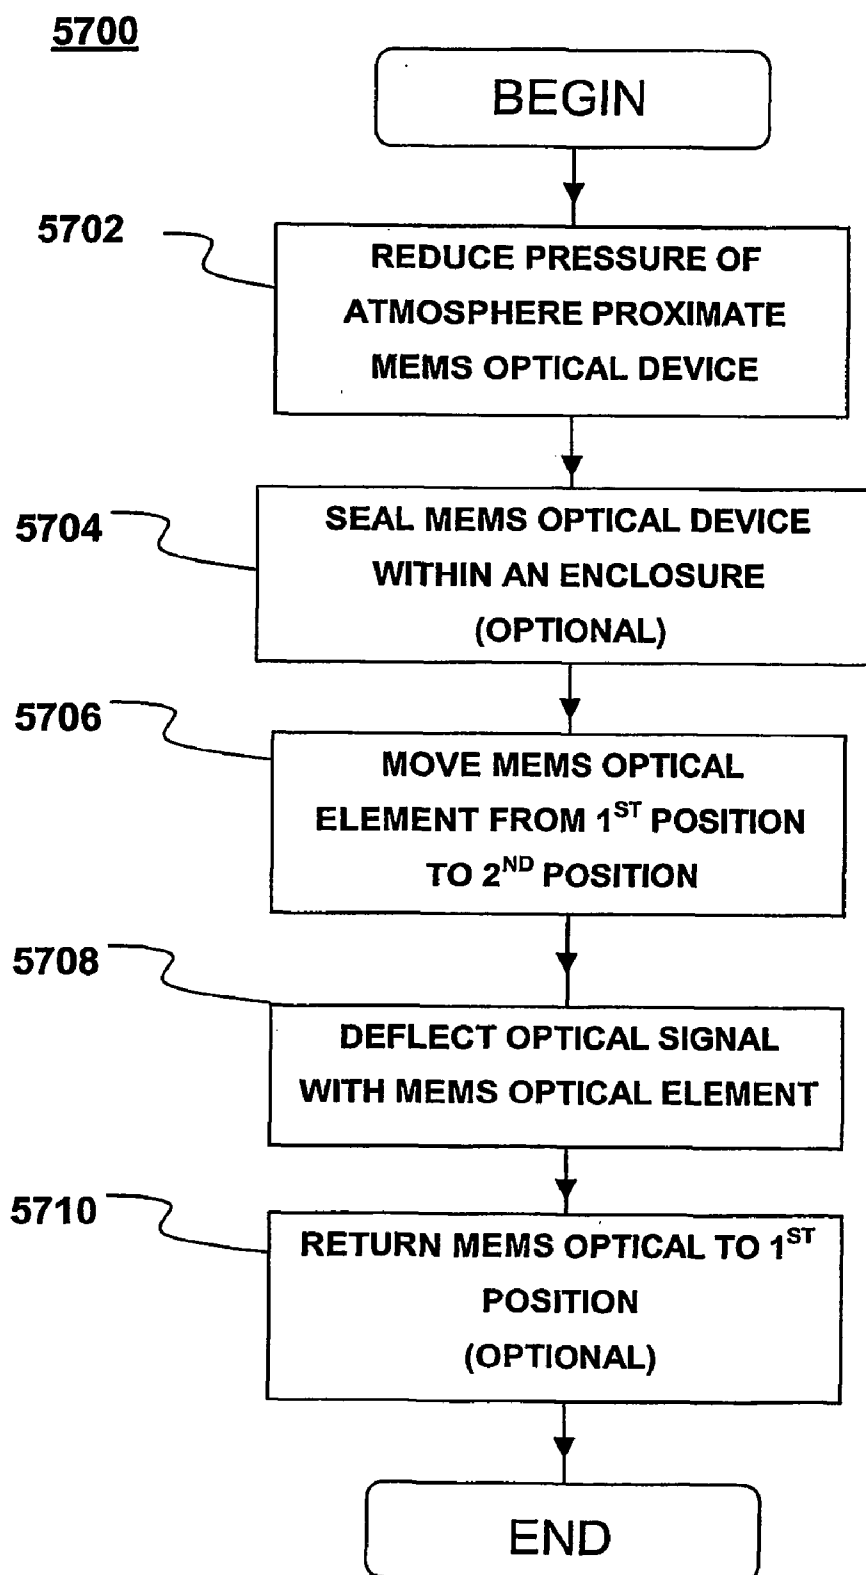 5700
BEGIN
5702
REDUCE PRESSURE OF
ATMOSPHERE PROXIMATE
MEMS OPTICAL DEVICE
5704
SEAL MEMS OPTICAL DEVICE
WITHIN AN ENCLOSURE
(OPTIONAL)
5706
MOVE MEMS OPTICAL
ELEMENT FROM 1ST POSITION
TO 2ND POSITION
5708
DEFLECT OPTICAL SIGNAL
WITH MEMS OPTICAL ELEMENT
5710
RETURN MEMS OPTICAL TO 1ST
POSITION
(OPTIONAL)
END